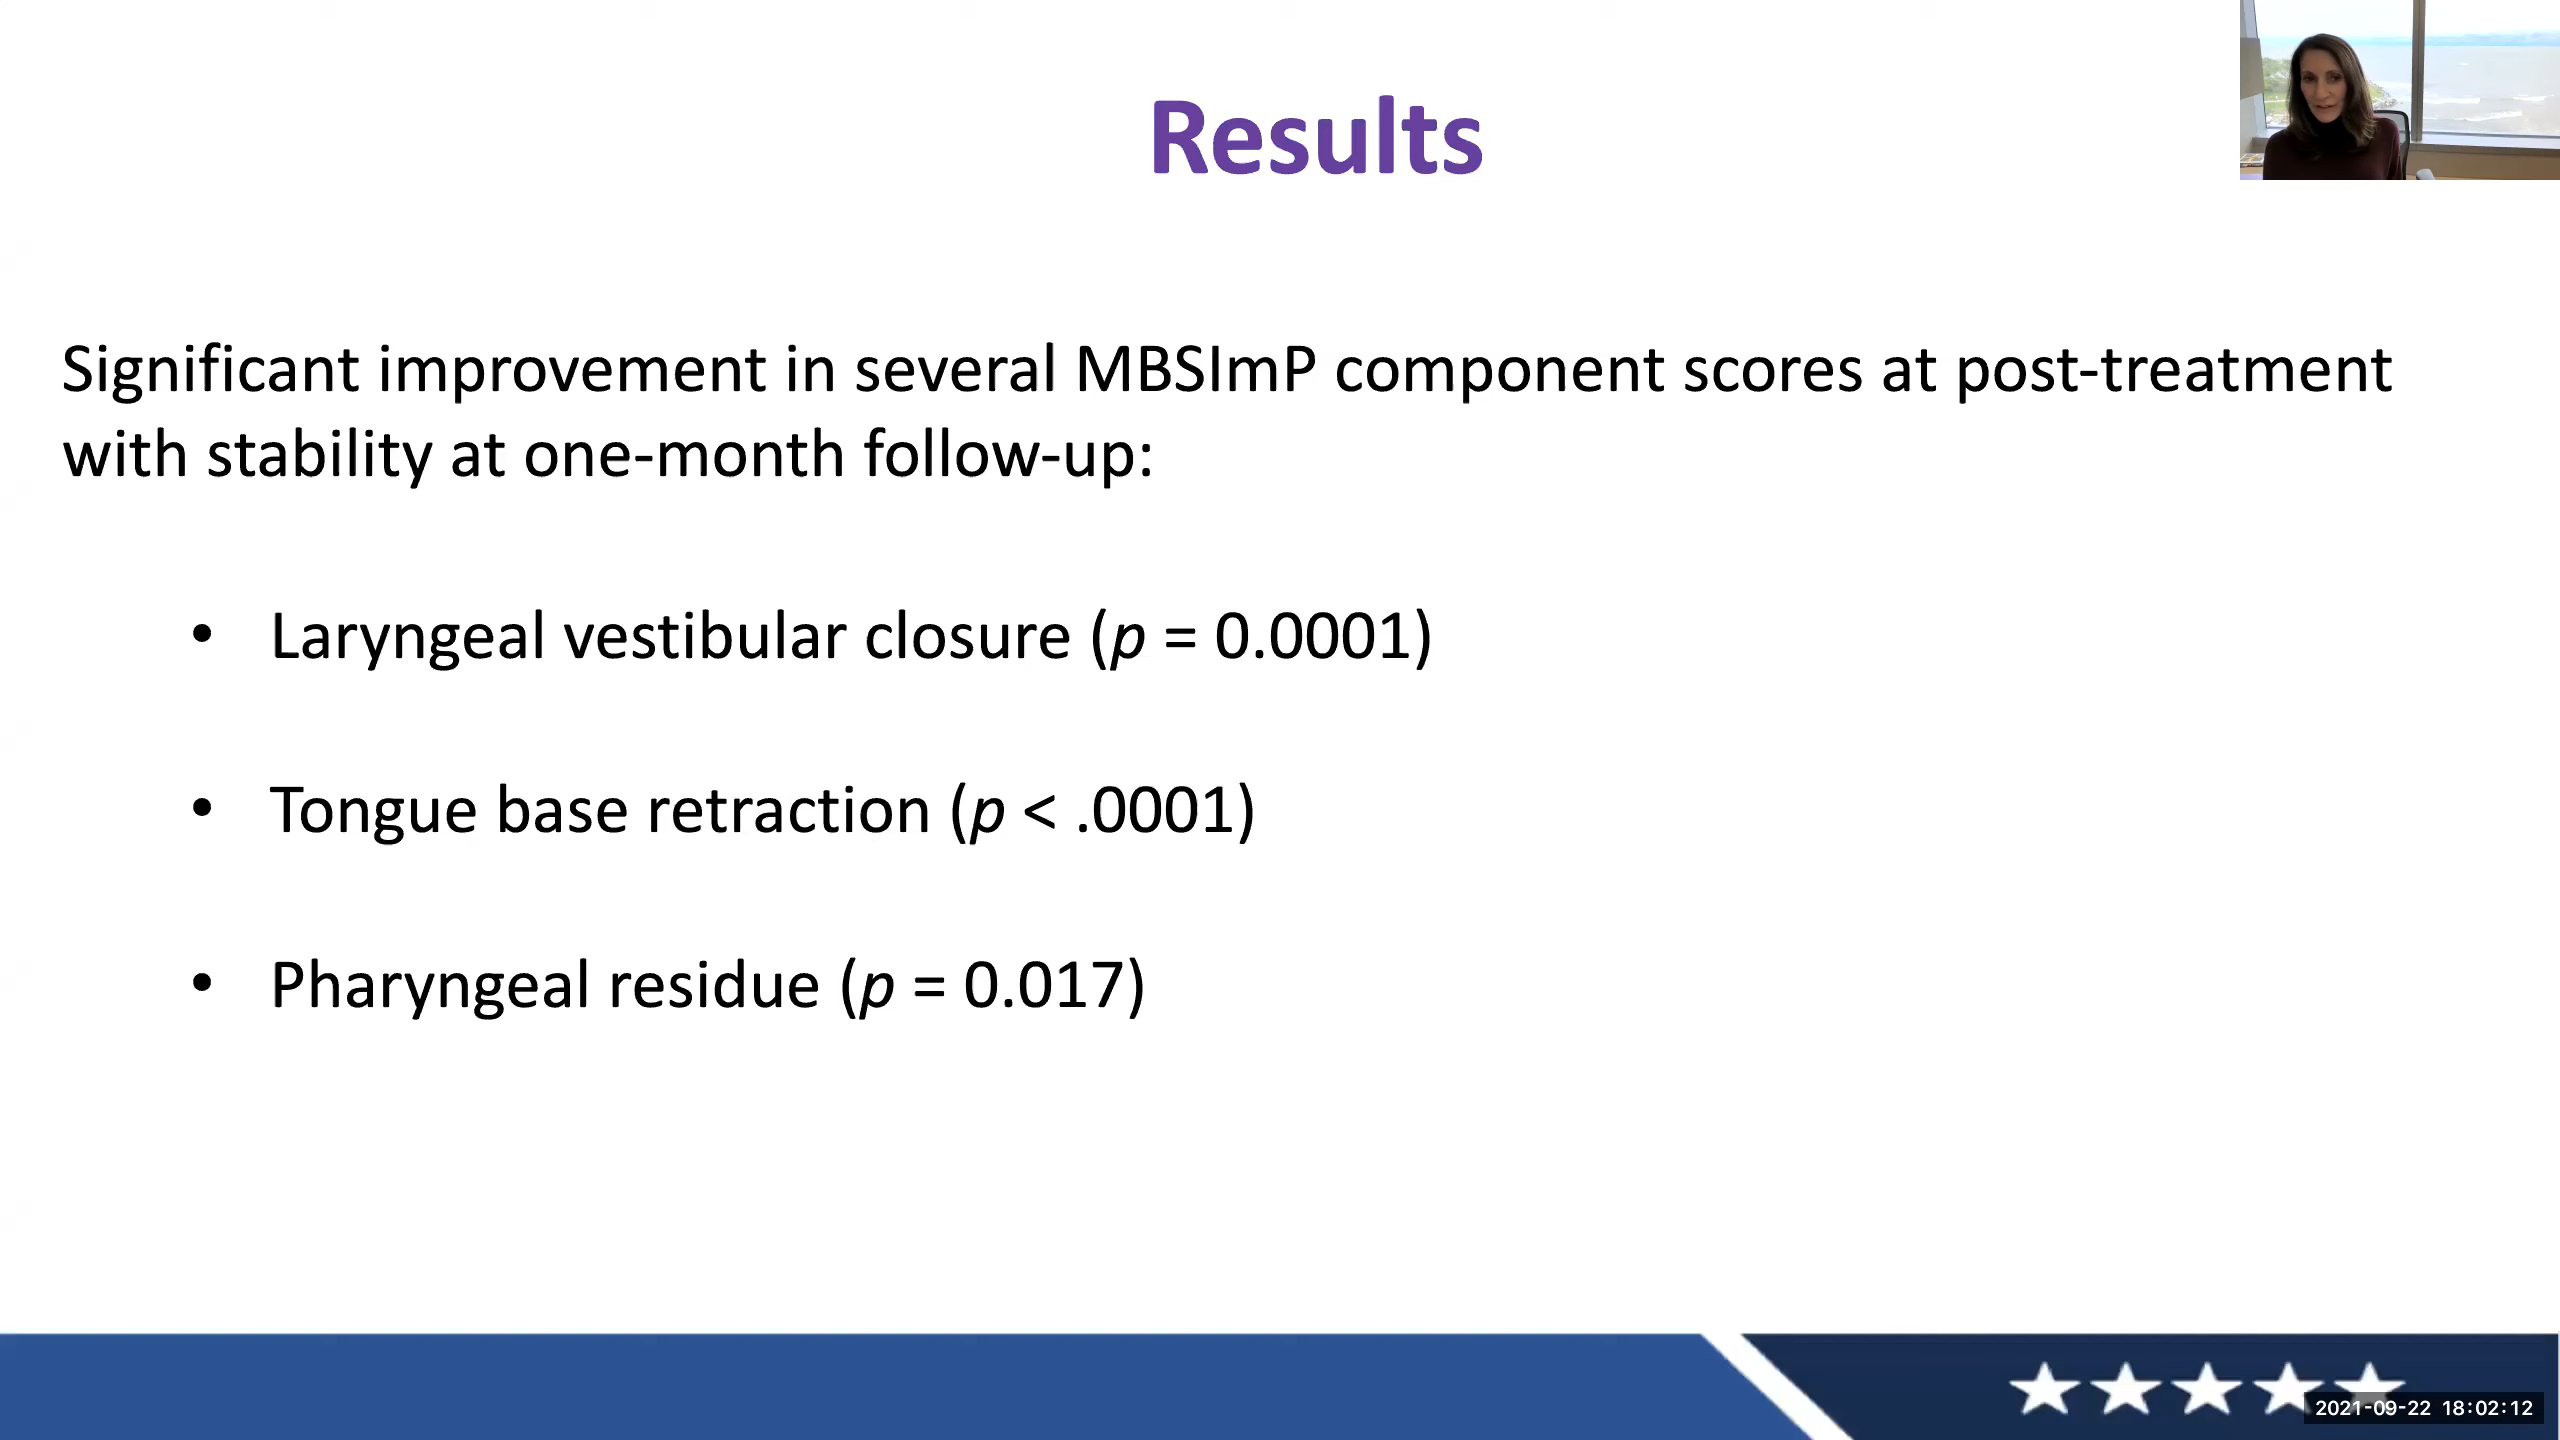 Results
Significant improvement in several MBSImP component scores at post-treatment
with stability at one-month follow-up:
• Laryngeal vestibular closure (p = 0.0001)
• Tongue base retraction (p < .0001)
• Pharyngeal residue (p = 0.017)
2021-09-22 18:02:12